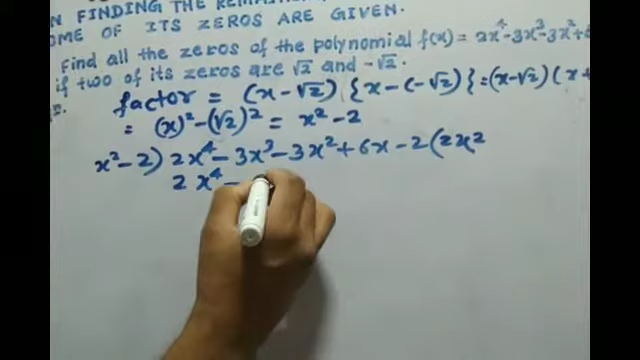 N FINDING THE REMAIN
OME OF ITS ZEROS ARE GIVEN.
Find all the zeros of the polynomial f(x) = 2x⁴-3x³-3x²+6
if two of its zeros are √2 and -√2.
factor = (x-√2) {x-(-√2)} = (x-√2) (x+
= (x)²-(√2)² = x²-2
x²-2) 2x⁴-3x³-3x²+6x-2 (2x2
2x⁴-